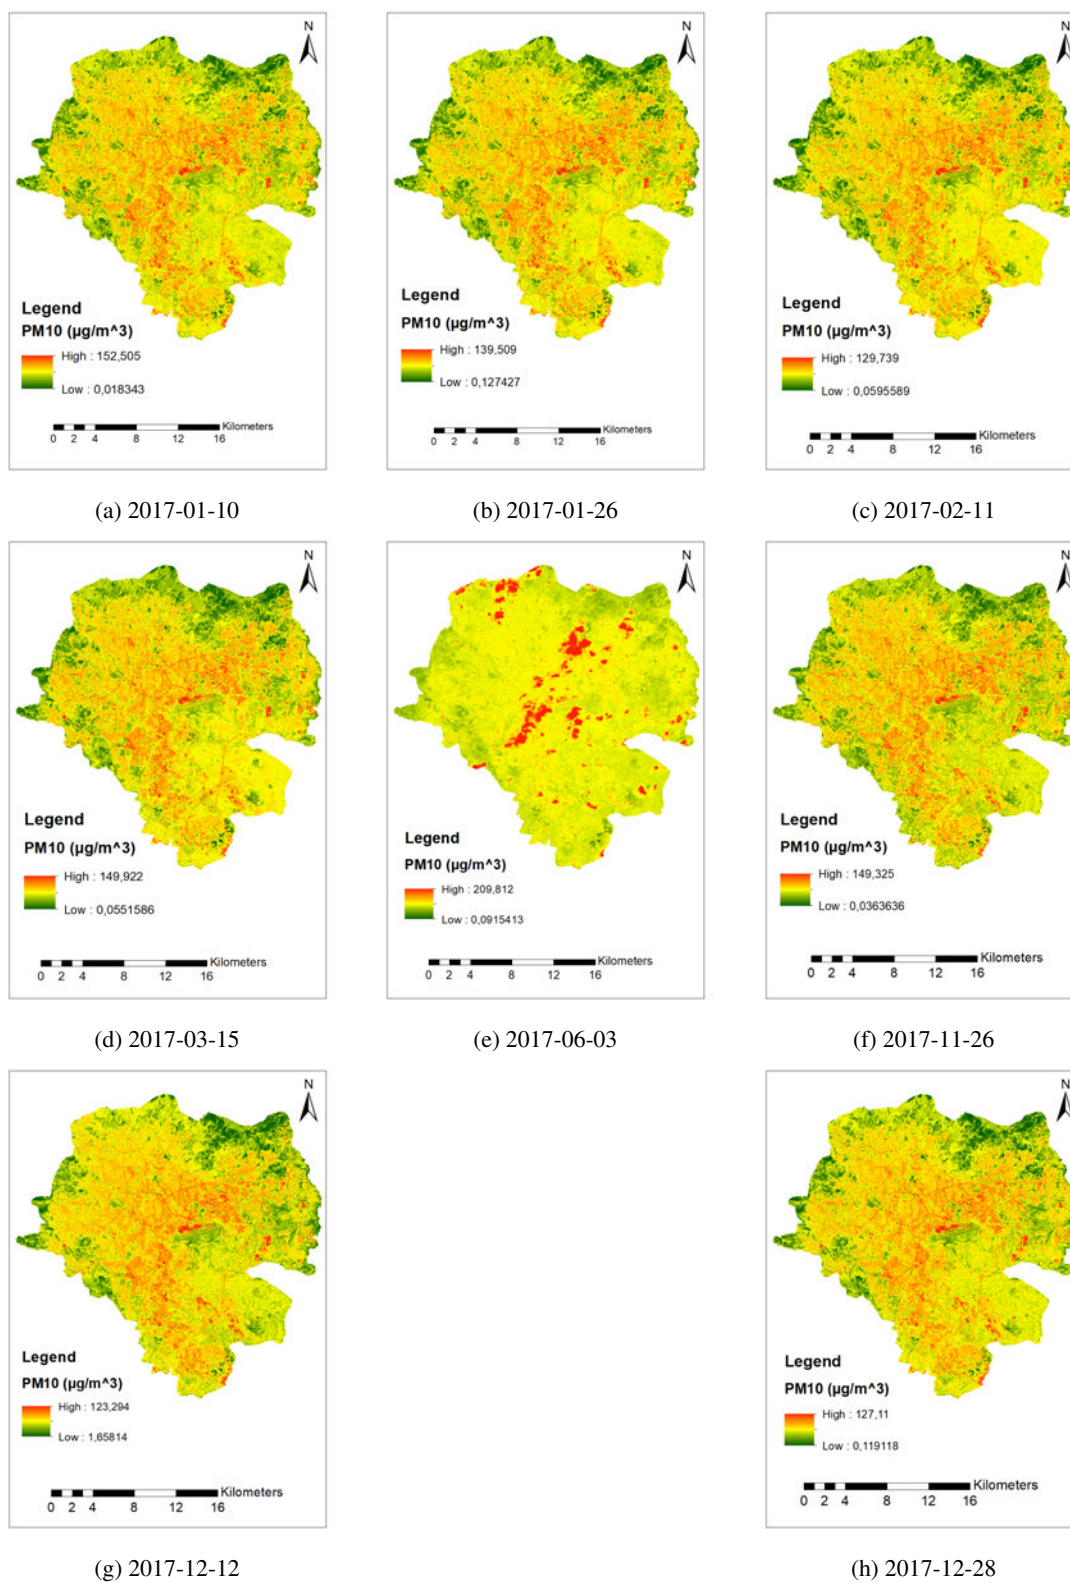 N
Legend
PM10 (µg/m^3)
High : 152,505
Low : 0,018343
Kilometers
0 2 4 8 12 16
(a) 2017-01-10
N
Legend
PM10 (µg/m^3)
High : 139,509
Low : 0,127427
Kilometers
0 2 4 8 12 16
(b) 2017-01-26
N
Legend
PM10 (µg/m^3)
High : 129,739
Low : 0,0595589
Kilometers
0 2 4 8 12 16
(c) 2017-02-11
N
Legend
PM10 (µg/m^3)
High : 149,922
Low : 0,0551586
Kilometers
0 2 4 8 12 16
(d) 2017-03-15
N
Legend
PM10 (µg/m^3)
High : 209,812
Low : 0,0915413
Kilometers
0 2 4 8 12 16
(e) 2017-06-03
N
Legend
PM10 (µg/m^3)
High : 149,325
Low : 0,0363636
Kilometers
0 2 4 8 12 16
(f) 2017-11-26
N
Legend
PM10 (µg/m^3)
High : 123,294
Low : 1,65814
Kilometers
0 2 4 8 12 16
(g) 2017-12-12
N
Legend
PM10 (µg/m^3)
High : 127,11
Low : 0,119118
Kilometers
0 2 4 8 12 16
(h) 2017-12-28